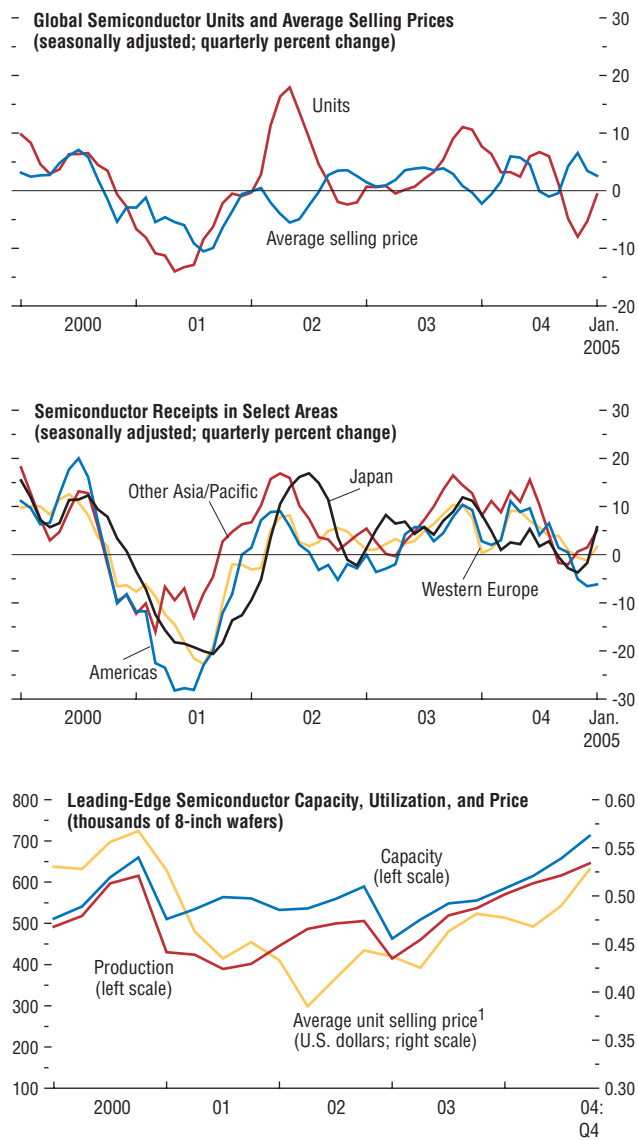 Global Semiconductor Units and Average Selling Prices
(seasonally adjusted; quarterly percent change)
30
20
10
0
-10
-20
Units
Average selling price
2000
01
02
03
04
Jan.
2005
Semiconductor Receipts in Select Areas
(seasonally adjusted; quarterly percent change)
30
20
10
0
-10
-20
-30
Other Asia/Pacific
Japan
Western Europe
Americas
2000
01
02
03
04
Jan.
2005
Leading-Edge Semiconductor Capacity, Utilization, and Price
(thousands of 8-inch wafers)
800
700
600
500
400
300
200
100
0.60
0.55
0.50
0.45
0.40
0.35
0.30
Capacity
(left scale)
Production
(left scale)
Average unit selling price1
(U.S. dollars; right scale)
2000
01
02
03
04:
Q4